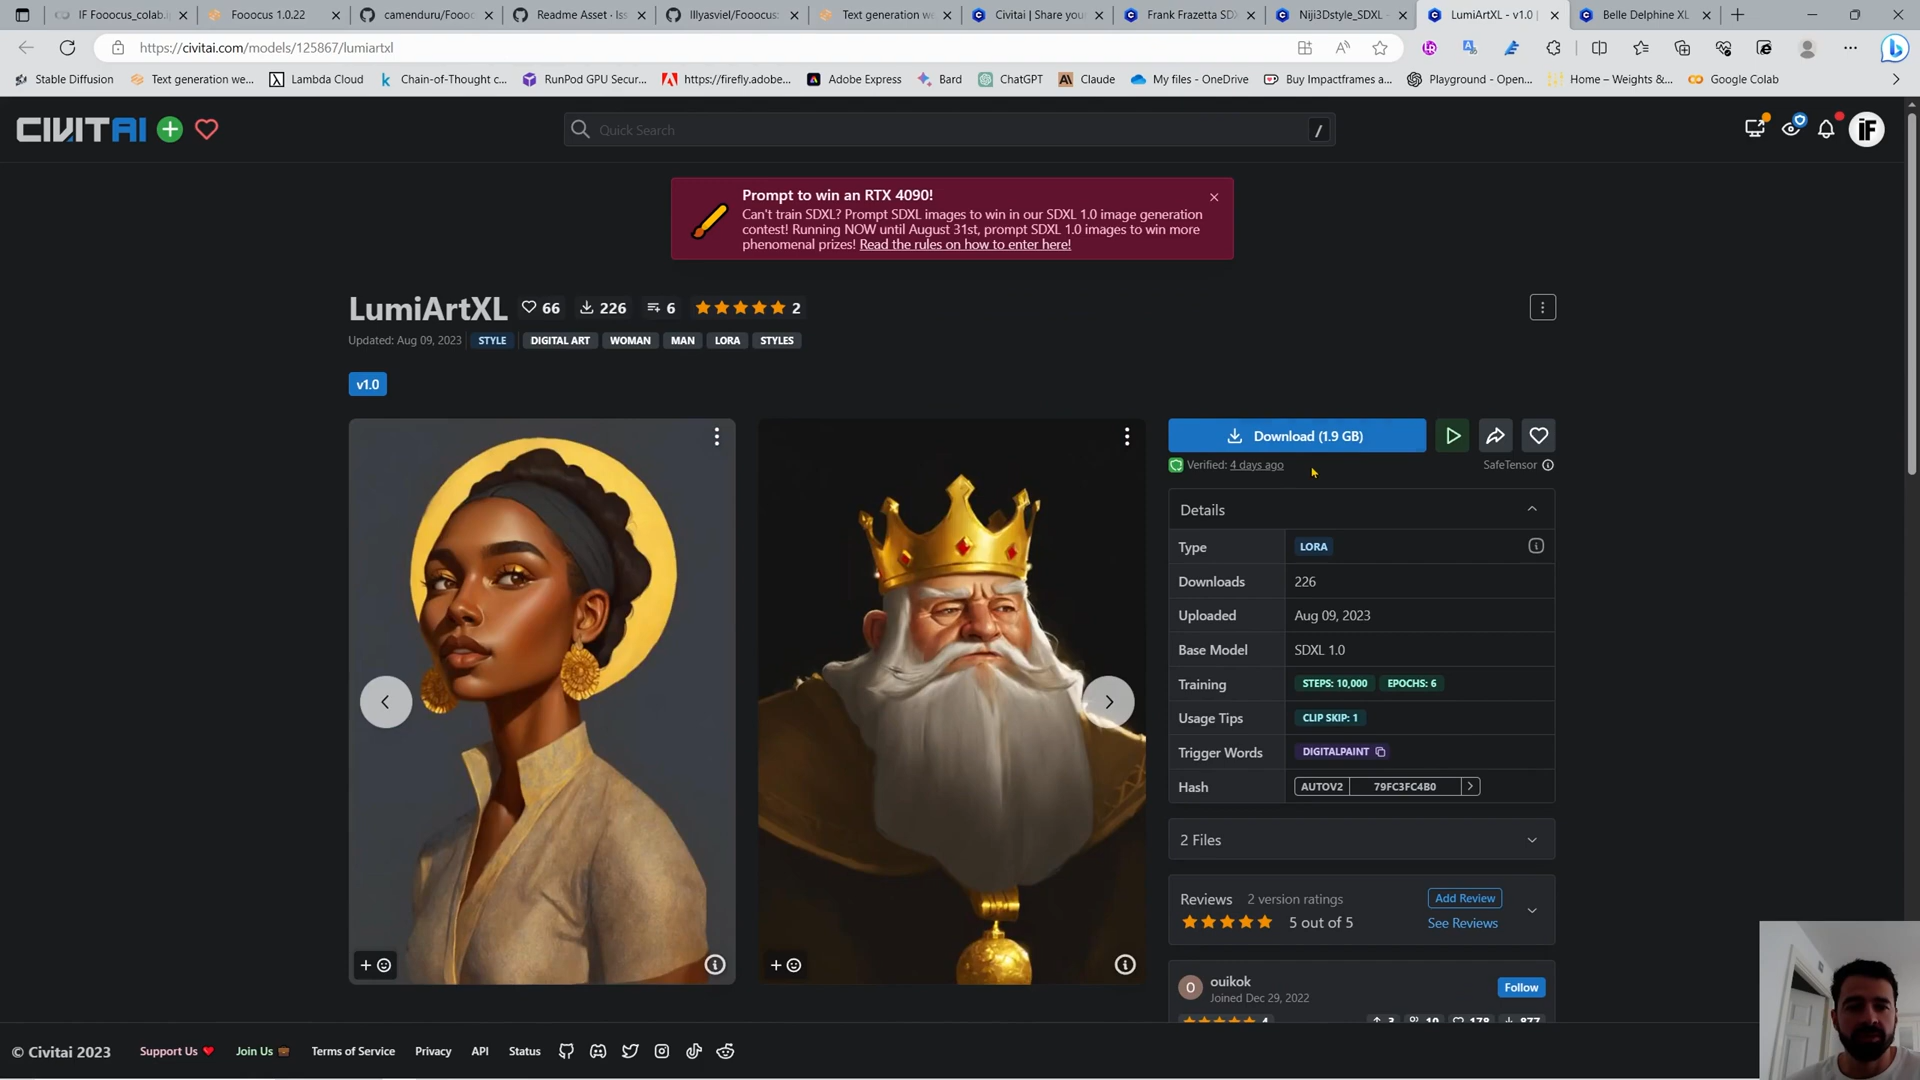 IF Fooocus_colab.i
Fooocus 1.0.22
camenduru/Foooc
Readme Asset · Iss
lllyasviel/Fooocus:
Text generation we
Civitai | Share you
Frank Frazetta SDX
Niji3Dstyle_SDXL -
LumiArtXL - v1.0 |
Belle Delphine XL
https://civitai.com/models/125867/lumiartxl
Stable Diffusion
Text generation we...
Lambda Cloud
Chain-of-Thought c...
RunPod GPU Secur...
https://firefly.adobe...
Adobe Express
Bard
ChatGPT
Claude
My files - OneDrive
Buy Impactframes a...
Playground - Open...
Home – Weights &...
Google Colab
CIVITAI
Quick Search
/
iF
Prompt to win an RTX 4090!
Can't train SDXL? Prompt SDXL images to win in our SDXL 1.0 image generation
contest! Running NOW until August 31st, prompt SDXL 1.0 images to win more
phenomenal prizes! Read the rules on how to enter here!
LumiArtXL 66 226 6 2
Updated: Aug 09, 2023 STYLE DIGITAL ART WOMAN MAN LORA STYLES
v1.0
Download (1.9 GB)
Verified: 4 days ago
SafeTensor
Details
Type LORA
Downloads 226
Uploaded Aug 09, 2023
Base Model SDXL 1.0
Training STEPS: 10,000 EPOCHS: 6
Usage Tips CLIP SKIP: 1
Trigger Words DIGITALPAINT
Hash AUTOV2 79FC3FC4B0
2 Files
Reviews 2 version ratings Add Review
5 out of 5 See Reviews
O ouikok Follow
Joined Dec 29, 2022
4 3 10 178 877
© Civitai 2023 Support Us Join Us Terms of Service Privacy API Status